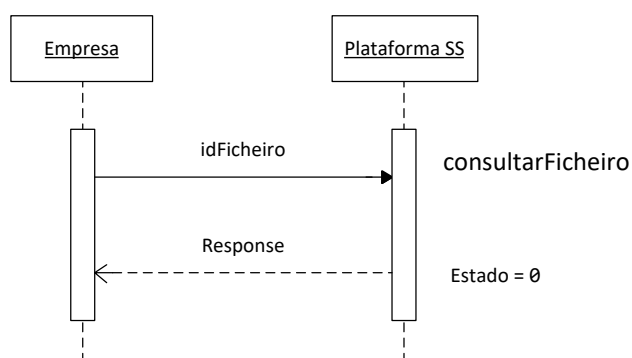 Empresa
Plataforma SS
idFicheiro
consultarFicheiro
Response
Estado = 0